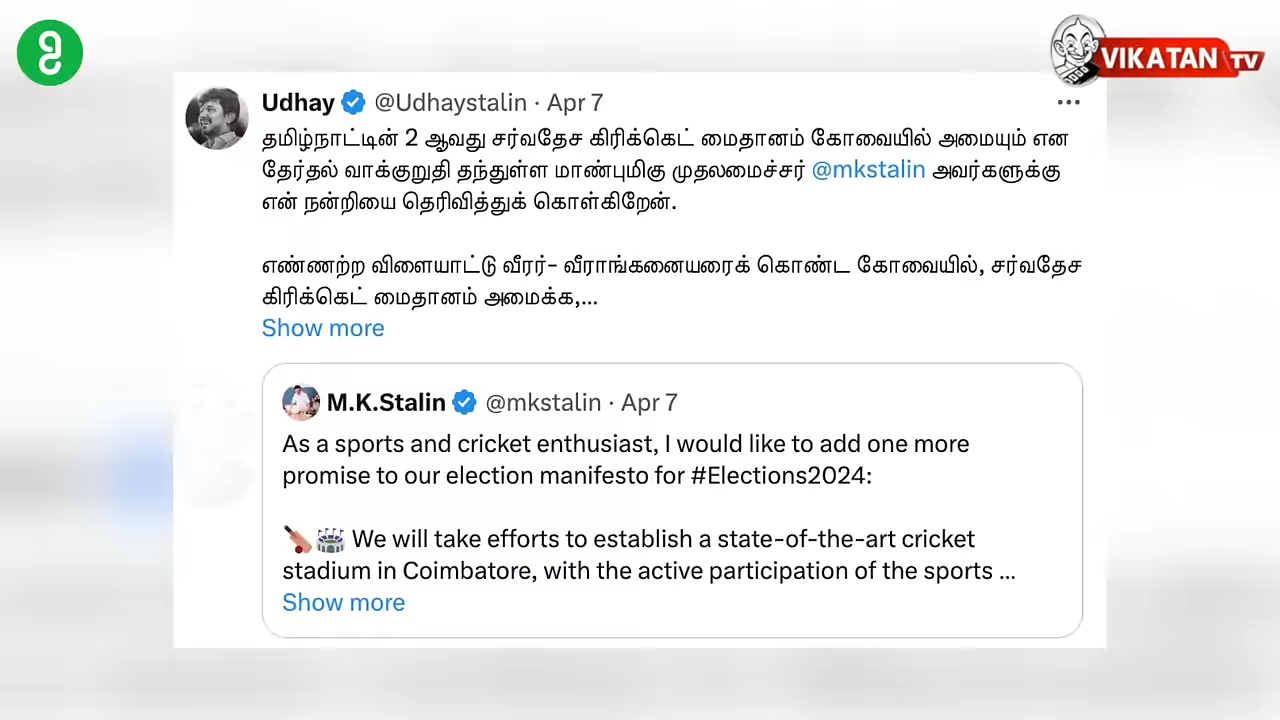 VIKATAN TV
Udhay @Udhaystalin · Apr 7
தமிழ்நாட்டின் 2 ஆவது சர்வதேச கிரிக்கெட் மைதானம் கோவையில் அமையும் என
தேர்தல் வாக்குறுதி தந்துள்ள மாண்புமிகு முதலமைச்சர் @mkstalin அவர்களுக்கு
என் நன்றியை தெரிவித்துக் கொள்கிறேன்.
எண்ணற்ற விளையாட்டு வீரர்- வீராங்கனையரைக் கொண்ட கோவையில், சர்வதேச
கிரிக்கெட் மைதானம் அமைக்க,...
Show more
M.K.Stalin @mkstalin · Apr 7
As a sports and cricket enthusiast, I would like to add one more
promise to our election manifesto for #Elections2024:
🏏🏟️ We will take efforts to establish a state-of-the-art cricket
stadium in Coimbatore, with the active participation of the sports ...
Show more